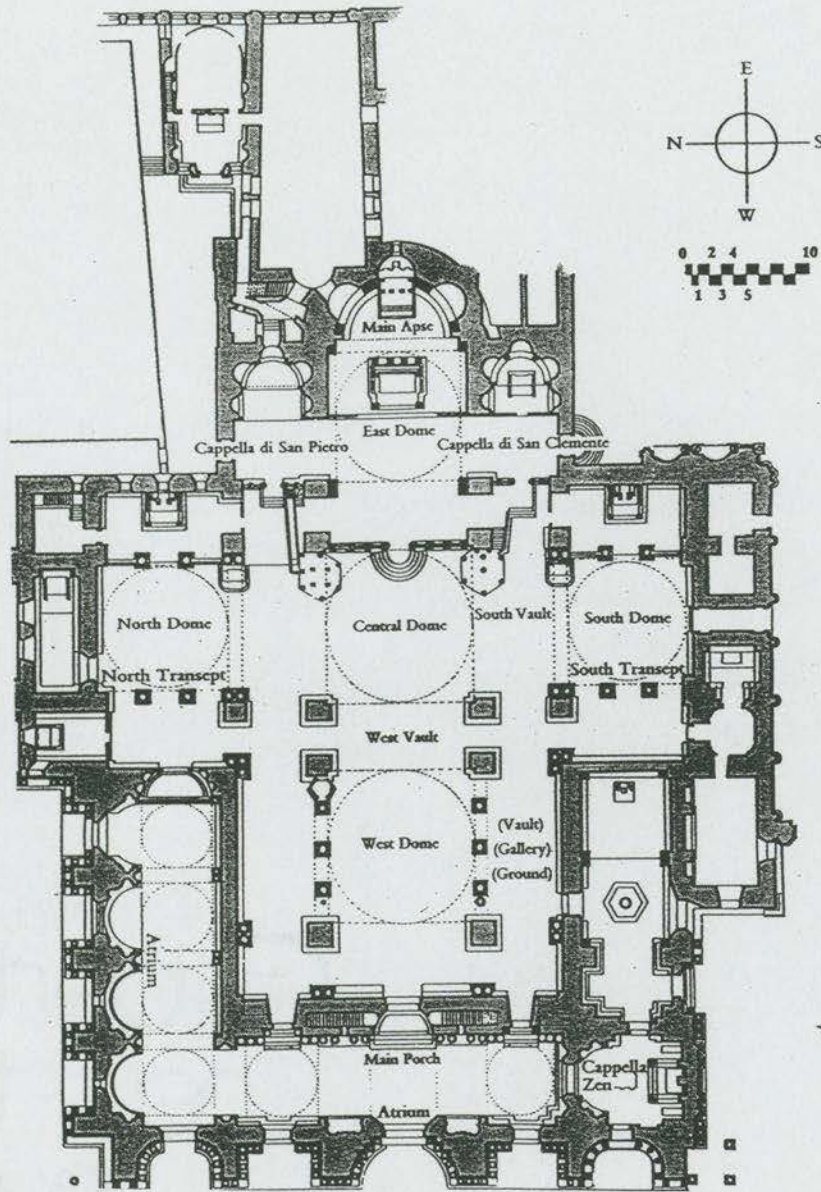 E
N
S
W
0 2 4 10
1 3 5
Main Apse
East Dome
Cappella di San Pietro
Cappella di San Clemente
North Dome
Central Dome
South Vault
South Dome
North Transept
South Transept
West Vault
West Dome
(Vault)
(Gallery)
(Ground)
Atrium
Main Porch
Atrium
Cappella
Zen